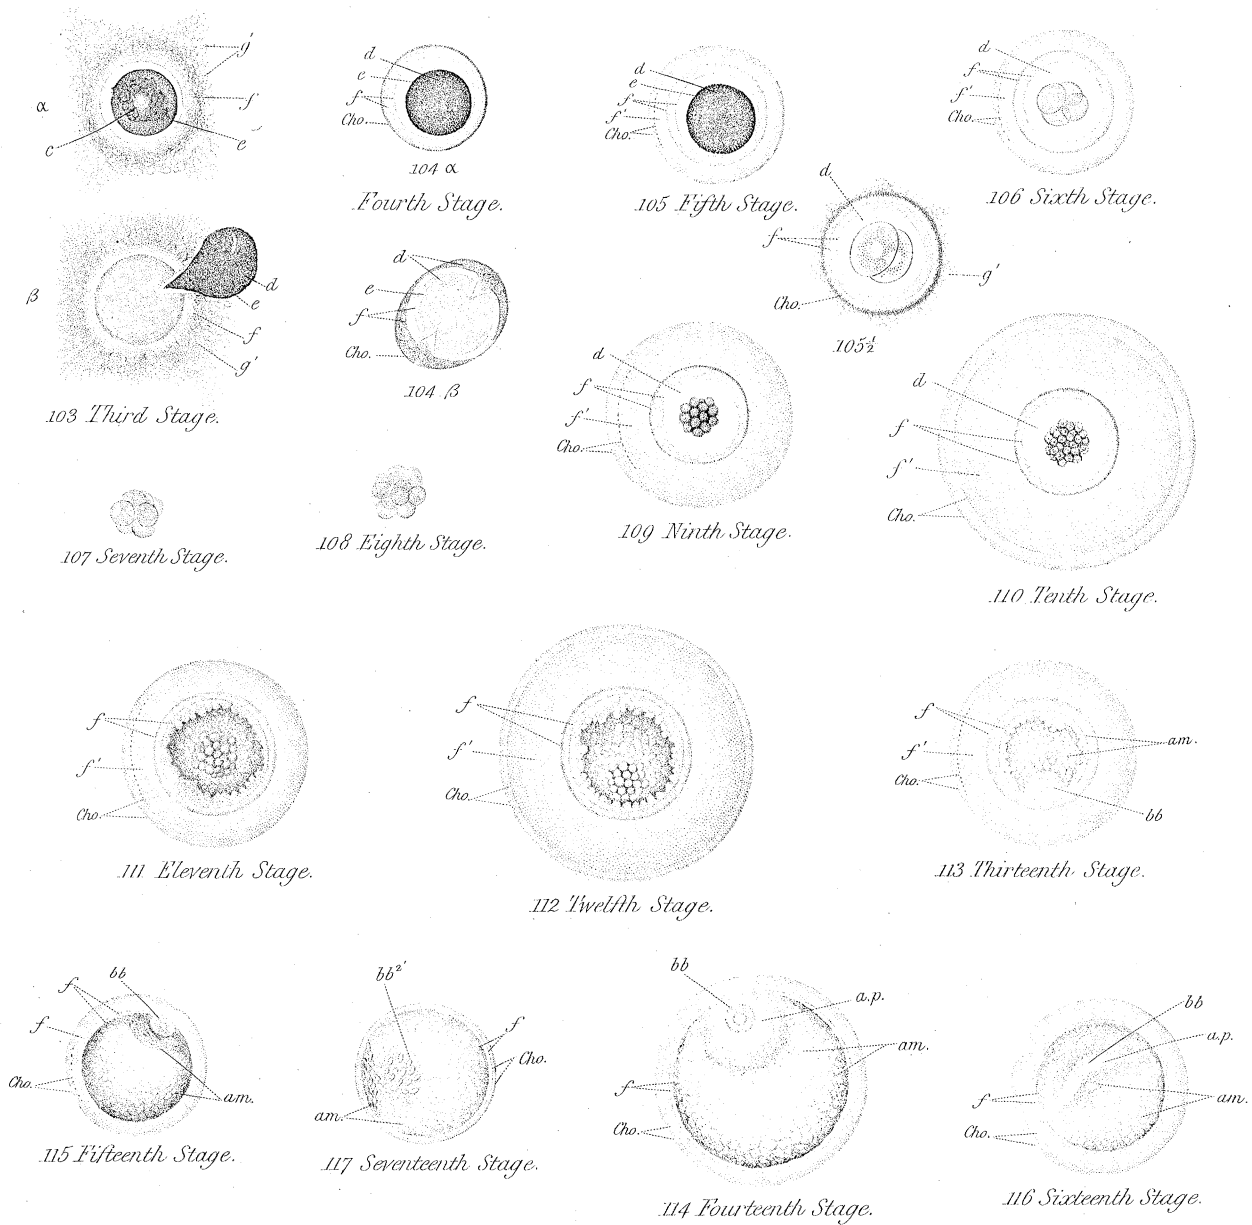 g'
α
f
c
e
d
e
f
Cho.
104 α
Fourth Stage.
d
e
f
f'
Cho.
105 Fifth Stage.
d
f
f'
Cho.
106 Sixth Stage.
β
d
e
f
g'
103 Third Stage.
d
e
f
Cho.
104 β
d
f
g'
Cho.
105½
107 Seventh Stage.
108 Eighth Stage.
d
f
f'
Cho.
109 Ninth Stage.
d
f
f'
Cho.
110 Tenth Stage.
f
f'
Cho.
111 Eleventh Stage.
f
f'
Cho.
112 Twelfth Stage.
f
f'
Cho.
am.
bb
113 Thirteenth Stage.
bb
f
f
Cho.
am.
115 Fifteenth Stage.
bb²'
f
Cho.
am.
117 Seventeenth Stage.
bb
a.p.
am.
f
Cho.
114 Fourteenth Stage.
bb
a.p.
am.
f
Cho.
116 Sixteenth Stage.